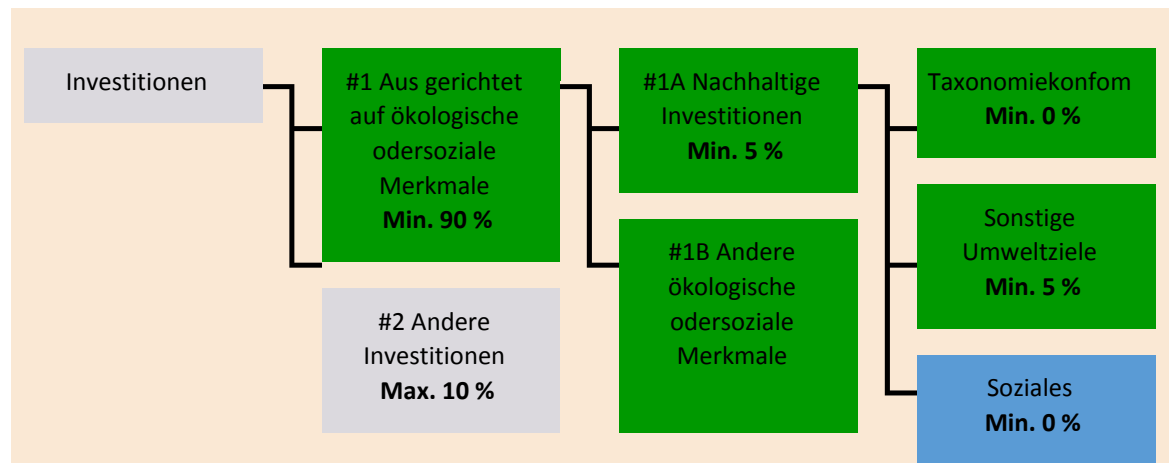 Investitionen
#1 Aus gerichtet
auf ökologische
odersoziale
Merkmale
Min. 90 %
#2 Andere
Investitionen
Max. 10 %
#1A Nachhaltige
Investitionen
Min. 5 %
#1B Andere
ökologische
odersoziale
Merkmale
Taxonomiekonfom
Min. 0 %
Sonstige
Umweltziele
Min. 5 %
Soziales
Min. 0 %